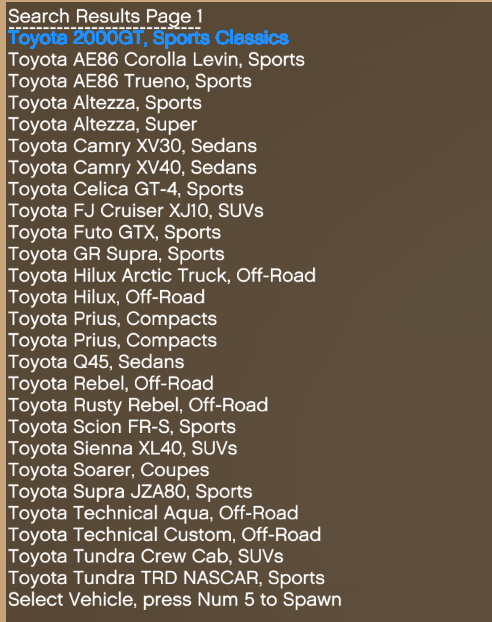 Search Results Page 1
Toyota 2000GT, Sports Classics
Toyota AE86 Corolla Levin, Sports
Toyota AE86 Trueno, Sports
Toyota Altezza, Sports
Toyota Altezza, Super
Toyota Camry XV30, Sedans
Toyota Camry XV40, Sedans
Toyota Celica GT-4, Sports
Toyota FJ Cruiser XJ10, SUVs
Toyota Futo GTX, Sports
Toyota GR Supra, Sports
Toyota Hilux Arctic Truck, Off-Road
Toyota Hilux, Off-Road
Toyota Prius, Compacts
Toyota Prius, Compacts
Toyota Q45, Sedans
Toyota Rebel, Off-Road
Toyota Rusty Rebel, Off-Road
Toyota Scion FR-S, Sports
Toyota Sienna XL40, SUVs
Toyota Soarer, Coupes
Toyota Supra JZA80, Sports
Toyota Technical Aqua, Off-Road
Toyota Technical Custom, Off-Road
Toyota Tundra Crew Cab, SUVs
Toyota Tundra TRD NASCAR, Sports
Select Vehicle, press Num 5 to Spawn